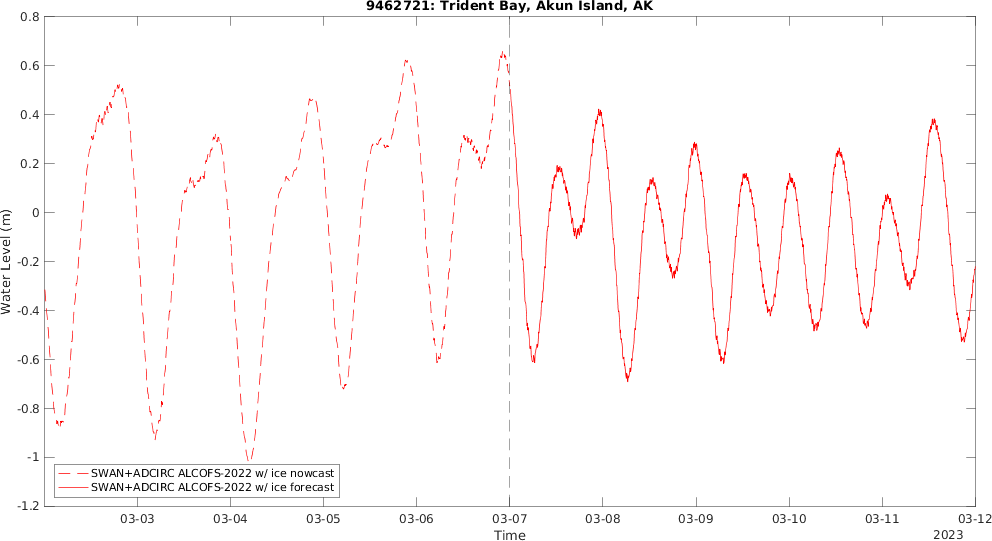 9462721: Trident Bay, Akun Island, AK
0.8
0.6
0.4
0.2
0
-0.2
-0.4
-0.6
-0.8
-1
-1.2
Water Level (m)
SWAN+ADCIRC ALCOFS-2022 w/ ice nowcast
SWAN+ADCIRC ALCOFS-2022 w/ ice forecast
03-03 03-04 03-05 03-06 03-07 03-08 03-09 03-10 03-11 03-12
Time
2023